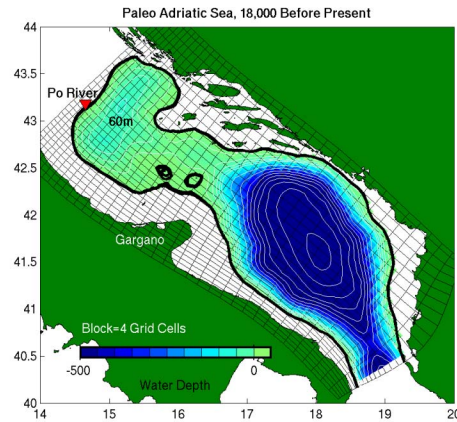 Paleo Adriatic Sea, 18,000 Before Present
44
43.5
Po River
43
60m
42.5
42
Gargano
41.5
41
Block=4 Grid Cells
40.5
-500 0
Water Depth
40
14 15 16 17 18 19 20